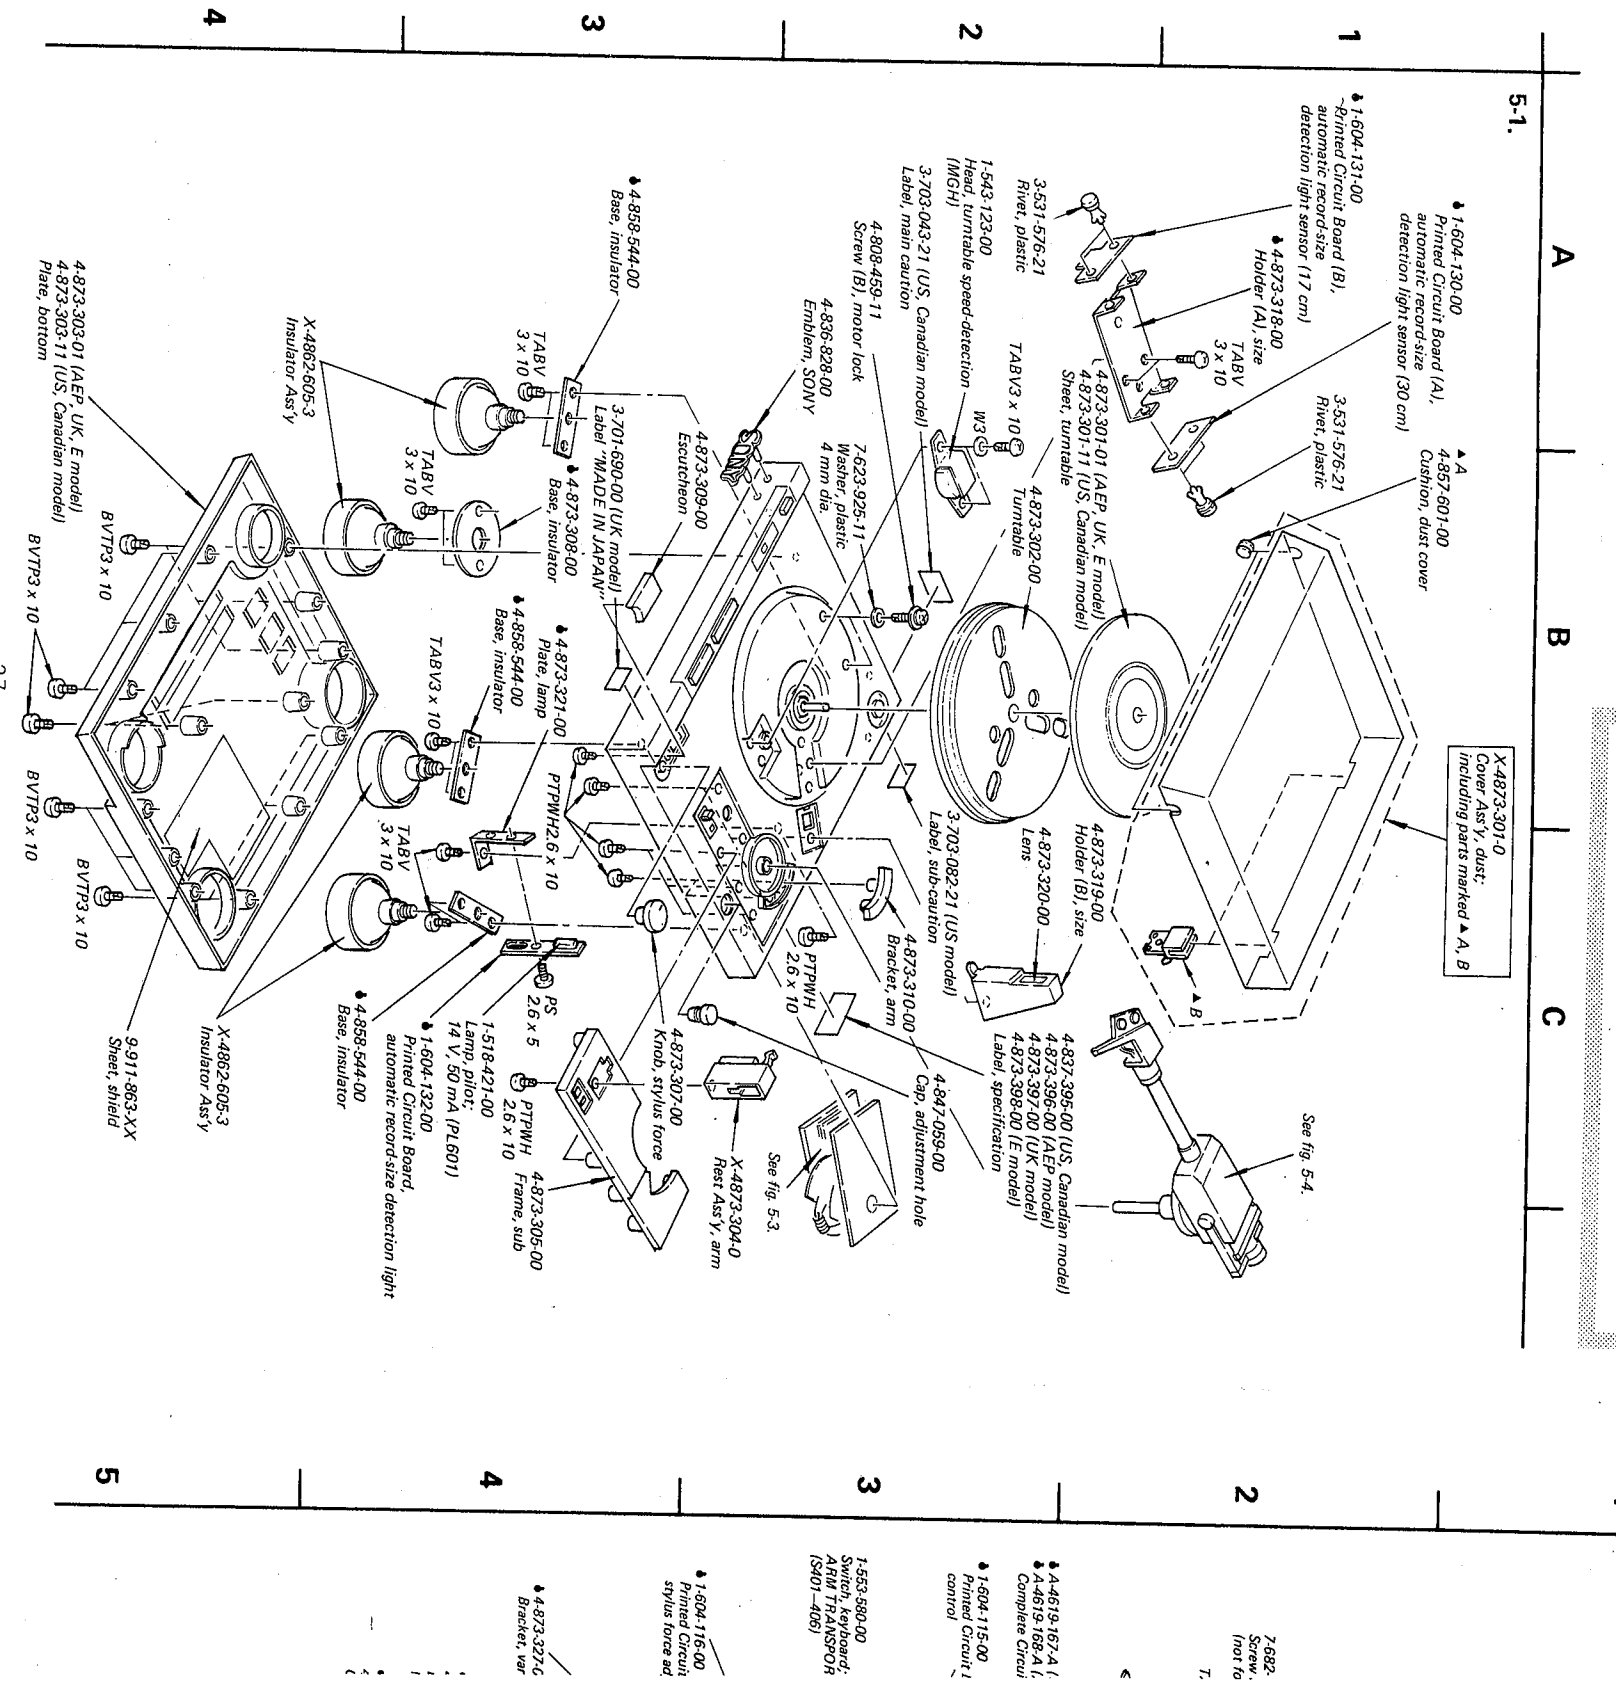 5-1.
A
B
C
1
2
3
4
1-604-130-00
Printed Circuit Board (A),
automatic record-size
detection light sensor (30 cm)
1-604-131-00
Printed Circuit Board (B),
automatic record-size
detection light sensor (17 cm)
4-873-318-00
Holder (A), size
TABV
3 x 10
3-531-576-21
Rivet, plastic
▲ A
4-857-601-00
Cushion, dust cover
X-4873-301-0
Cover Ass'y, dust;
including parts marked ▲ A, B
▲ B
See fig. 5-4.
3-531-576-21
Rivet, plastic
1-543-123-00
Head, turntable speed-detection
(MGH)
TABV3 x 10
W3
4-873-301-01 (AEP, UK, E model)
4-873-301-11 (US, Canadian model)
Sheet, turntable
4-873-302-00
Turntable
3-703-043-21 (US, Canadian model)
Label, main caution
4-808-459-11
Screw (B), motor lock
7-623-925-11
Washer, plastic
4 mm dia.
4-836-828-00
Emblem, SONY
SONY
4-873-319-00
Holder (B), size
4-873-320-00
Lens
3-703-082-21 (US model)
Label, sub-caution
4-873-310-00
Bracket, arm
PTPWH
2.6 x 10
4-837-395-00 (US, Canadian model)
4-873-396-00 (AEP model)
4-873-397-00 (UK model)
4-873-398-00 (E model)
Label, specification
4-847-059-00
Cap, adjustment hole
See fig. 5-3.
X-4873-304-0
Rest Ass'y, arm
4-873-307-00
Knob, stylus force
4-873-305-00
Frame, sub
PTPWH
2.6 x 10
4-858-544-00
Base, insulator
TABV
3 x 10
4-873-309-00
Escutcheon
3-701-690-00 (UK model)
Label "MADE IN JAPAN"
4-873-308-00
Base, insulator
TABV
3 x 10
X-4862-605-3
Insulator Ass'y
4-873-321-00
Plate, lamp
4-858-544-00
Base, insulator
TABV3 x 10
PTPWH2.6 x 10
TABV
3 x 10
PS
2.6 x 5
1-518-421-00
Lamp, pilot;
14 V, 50 mA (PL601)
1-604-132-00
Printed Circuit Board,
automatic record-size detection light
4-858-544-00
Base, insulator
X-4862-605-3
Insulator Ass'y
9-911-863-XX
Sheet, shield
4-873-303-01 (AEP, UK, E model)
4-873-303-11 (US, Canadian model)
Plate, bottom
BVTP3 x 10
BVTP3 x 10
BVTP3 x 10
BVTP3 x 10
2
3
4
5
7-682-
Screw
(not fo
A-4619-167-A (
A-4619-168-A (
Complete Circui
1-604-115-00
Printed Circuit
control
1-553-580-00
Switch, keyboard;
ARM TRANSPOR
(S401–406)
1-604-116-00
Printed Circuit
stylus force ad
4-873-327-0
Bracket, var